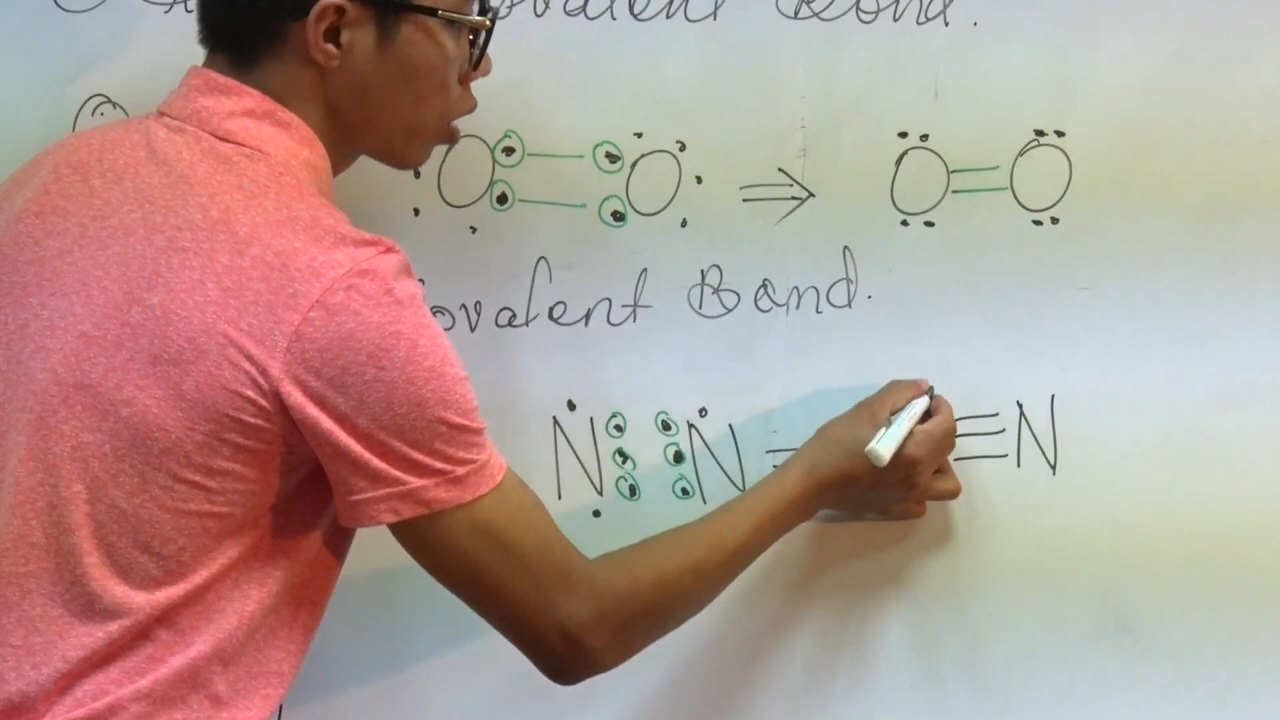 ovalent Bond.
O O ⇒ O=O
ovalent Bond.
N N = ≡N